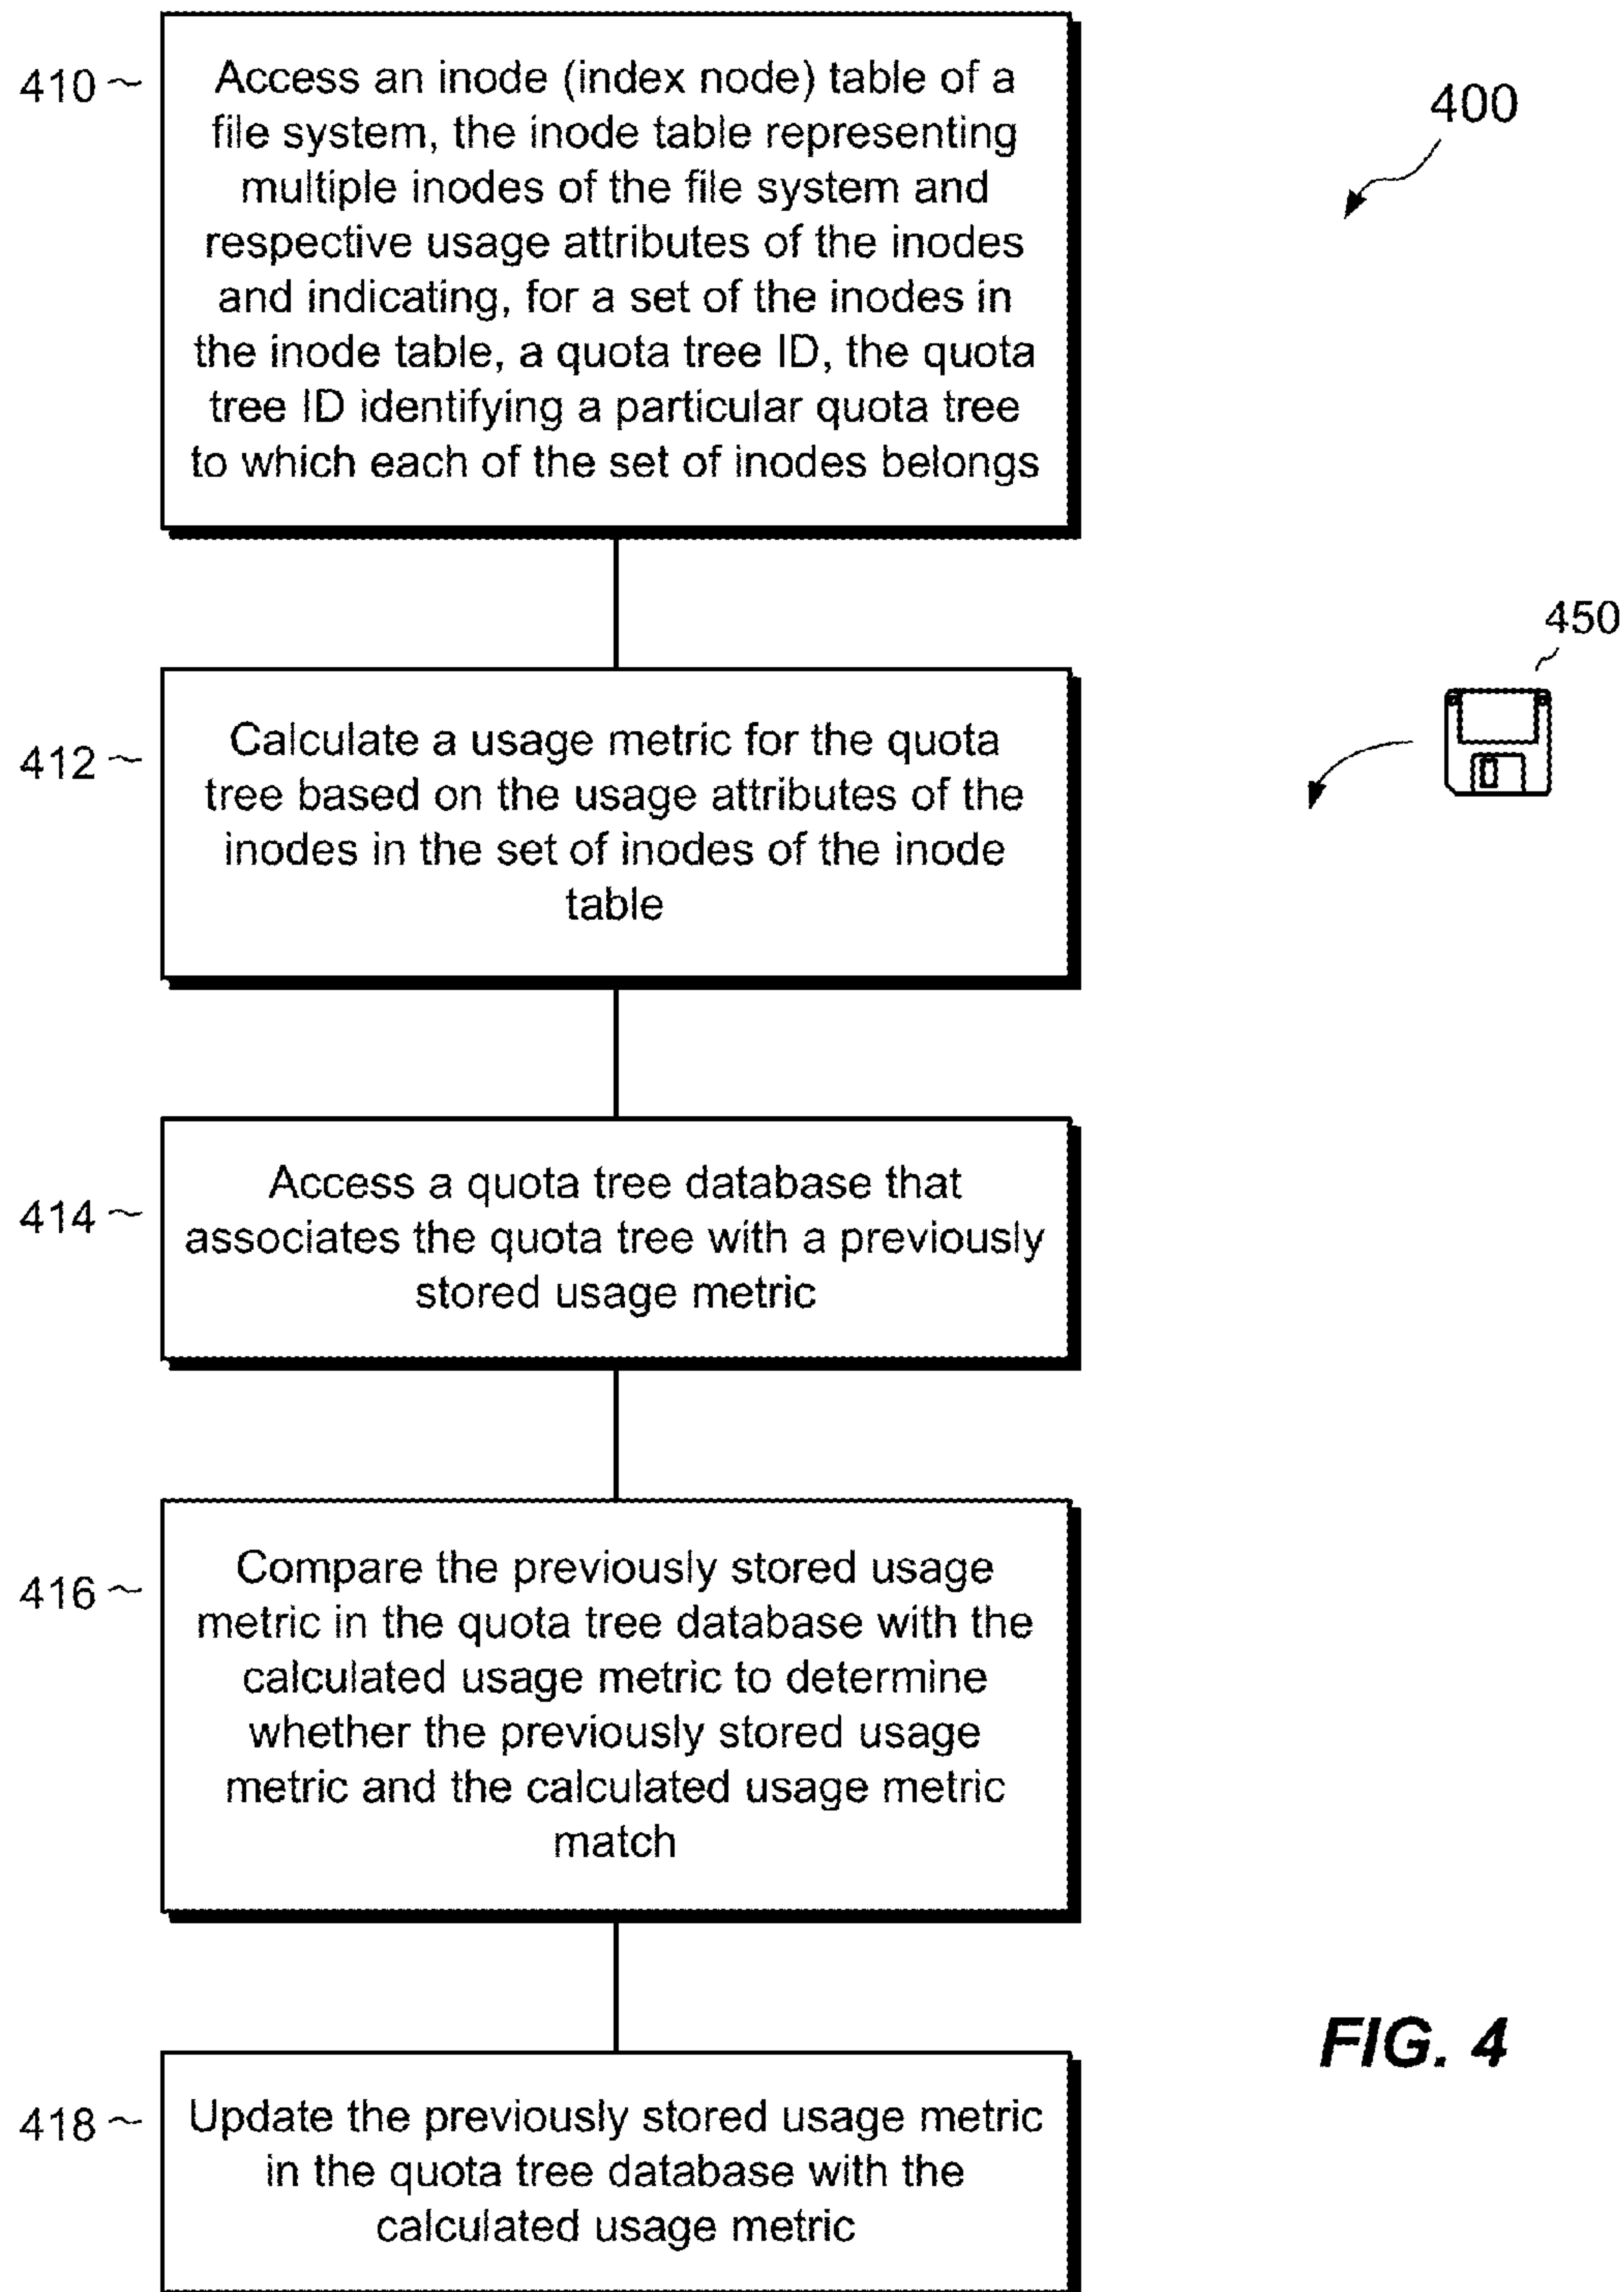 410
Access an inode (index node) table of a
file system, the inode table representing
multiple inodes of the file system and
respective usage attributes of the inodes
and indicating, for a set of the inodes in
the inode table, a quota tree ID, the quota
tree ID identifying a particular quota tree
to which each of the set of inodes belongs
400
450
412
Calculate a usage metric for the quota
tree based on the usage attributes of the
inodes in the set of inodes of the inode
table
414
Access a quota tree database that
associates the quota tree with a previously
stored usage metric
416
Compare the previously stored usage
metric in the quota tree database with the
calculated usage metric to determine
whether the previously stored usage
metric and the calculated usage metric
match
FIG. 4
418
Update the previously stored usage metric
in the quota tree database with the
calculated usage metric